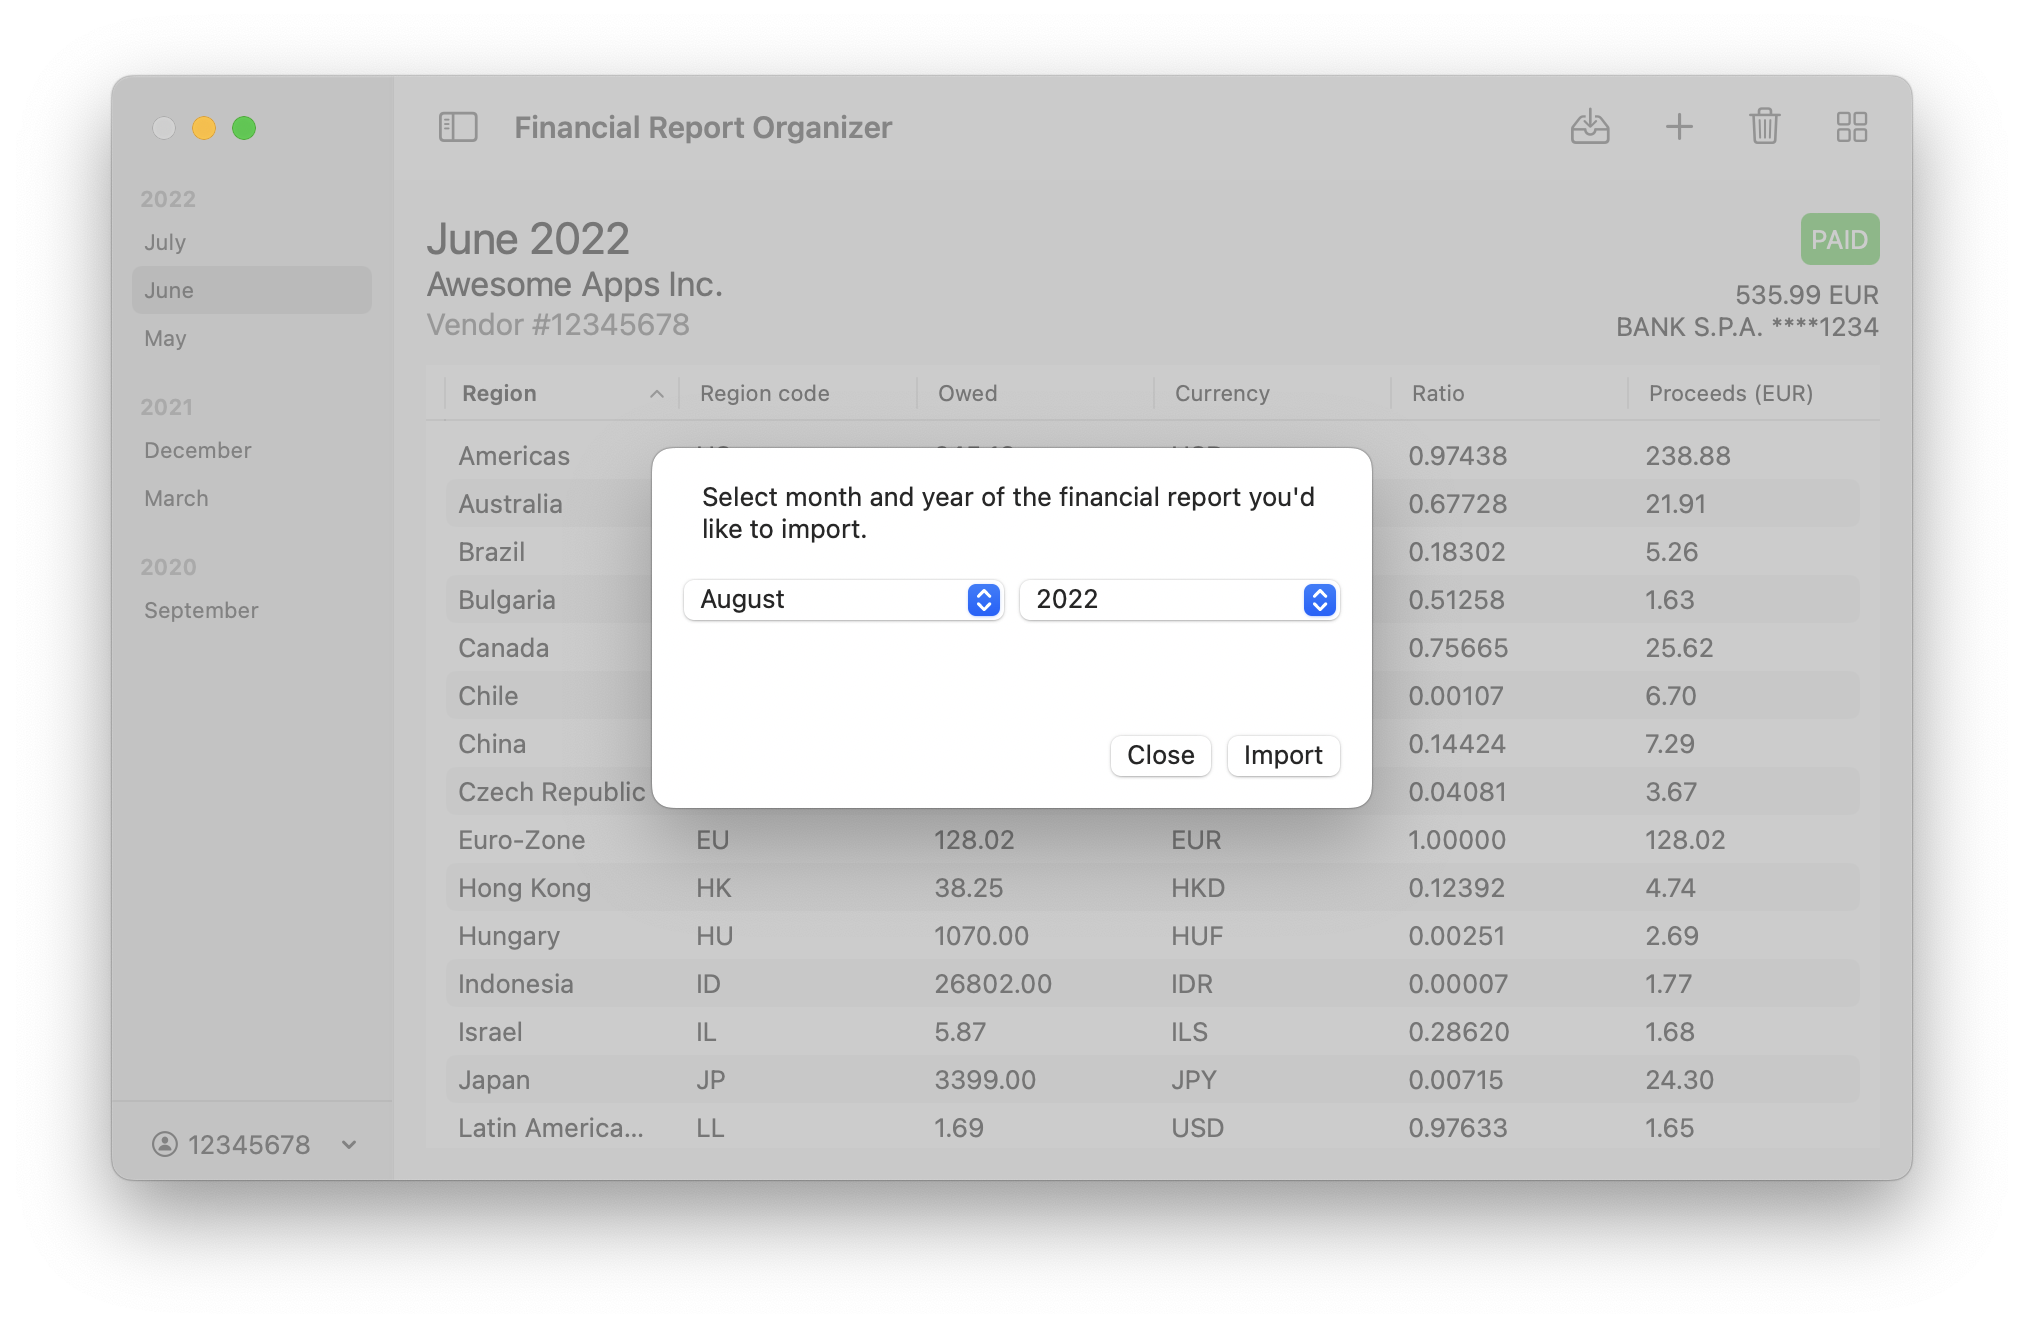 Financial Report Organizer
2022
July
June
May
2021
December
March
2020
September
12345678
June 2022
Awesome Apps Inc.
Vendor #12345678
PAID
535.99 EUR
BANK S.P.A. ****1234
Region Region code Owed Currency Ratio Proceeds (EUR)
Americas 0.97438 238.88
Australia 0.67728 21.91
Brazil 0.18302 5.26
Bulgaria 0.51258 1.63
Canada 0.75665 25.62
Chile 0.00107 6.70
China 0.14424 7.29
Czech Republic 0.04081 3.67
Euro-Zone EU 128.02 EUR 1.00000 128.02
Hong Kong HK 38.25 HKD 0.12392 4.74
Hungary HU 1070.00 HUF 0.00251 2.69
Indonesia ID 26802.00 IDR 0.00007 1.77
Israel IL 5.87 ILS 0.28620 1.68
Japan JP 3399.00 JPY 0.00715 24.30
Latin America... LL 1.69 USD 0.97633 1.65
Select month and year of the financial report you'd
like to import.
August 2022
Close Import